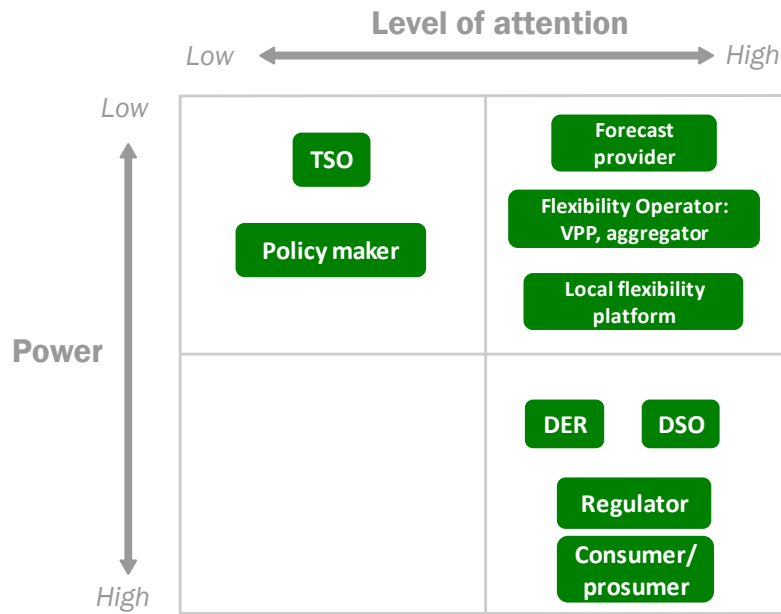 Level of attention
Low
High
Low
Forecast
provider
TSO
Flexibility Operator:
VPP, aggregator
Policy maker
Local flexibility
platform
Power
DER
DSO
Regulator
Consumer/
prosumer
High